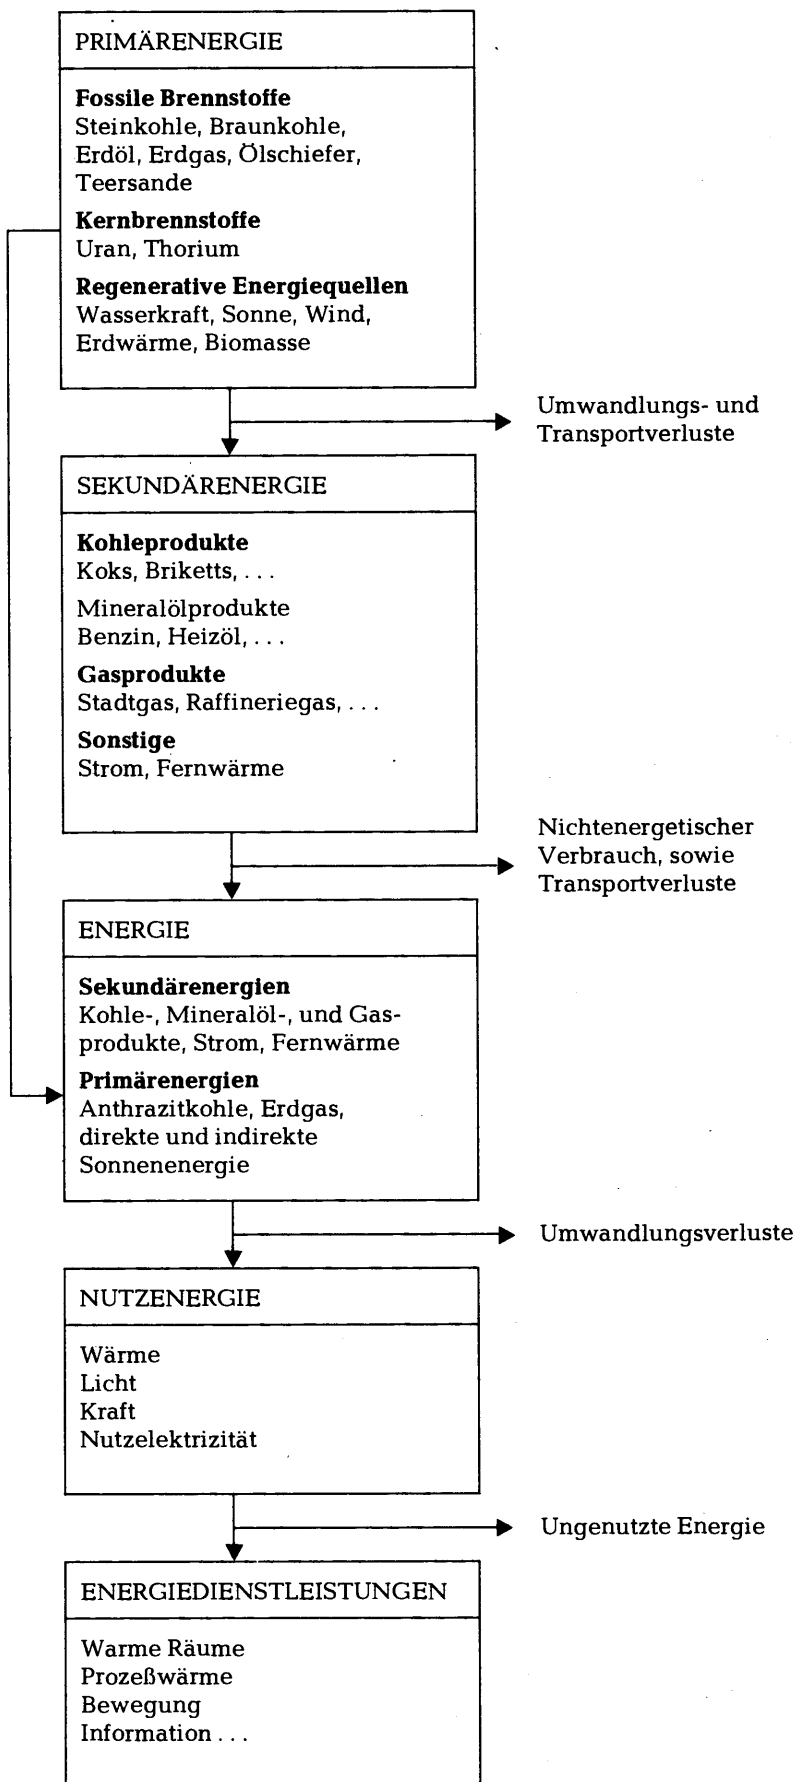 PRIMÄRENERGIE
Fossile Brennstoffe
Steinkohle, Braunkohle,
Erdöl, Erdgas, Ölschiefer,
Teersande
Kernbrennstoffe
Uran, Thorium
Regenerative Energiequellen
Wasserkraft, Sonne, Wind,
Erdwärme, Biomasse
Umwandlungs- und
Transportverluste
SEKUNDÄRENERGIE
Kohleprodukte
Koks, Briketts, . . .
Mineralölprodukte
Benzin, Heizöl, . . .
Gasprodukte
Stadtgas, Raffineriegas, . . .
Sonstige
Strom, Fernwärme
Nichtenergetischer
Verbrauch, sowie
Transportverluste
ENERGIE
Sekundärenergien
Kohle-, Mineralöl-, und Gas-
produkte, Strom, Fernwärme
Primärenergien
Anthrazitkohle, Erdgas,
direkte und indirekte
Sonnenenergie
Umwandlungsverluste
NUTZENERGIE
Wärme
Licht
Kraft
Nutzelektrizität
Ungenutzte Energie
ENERGIEDIENSTLEISTUNGEN
Warme Räume
Prozeßwärme
Bewegung
Information . . .